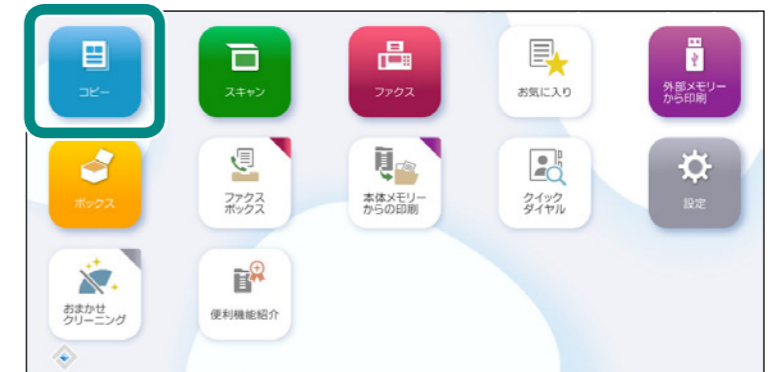 コピー
スキャン
ファクス
お気に入り
外部メモリー
から印刷
ボックス
ファクス
ボックス
本体メモリー
からの印刷
クイック
ダイヤル
設定
おまかせ
クリーニング
便利機能紹介